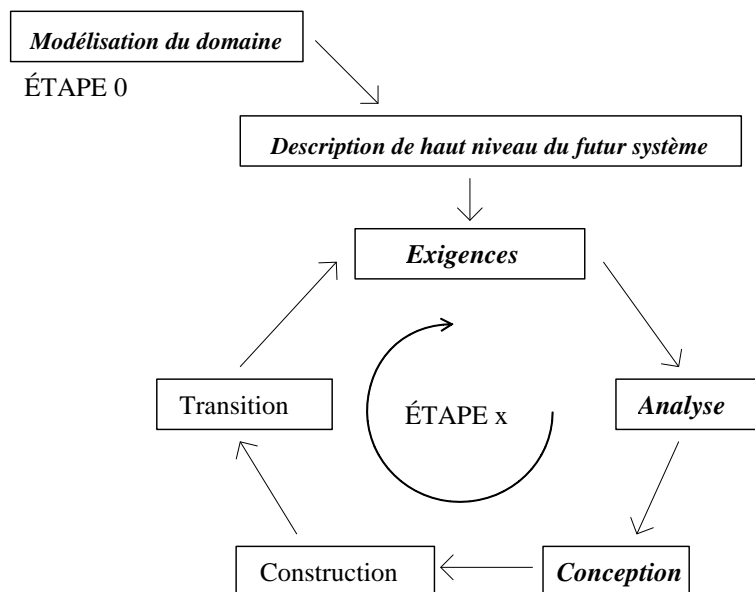 Modélisation du domaine
ÉTAPE 0
Description de haut niveau du futur système
Exigences
Transition
ÉTAPE x
Analyse
Construction
Conception